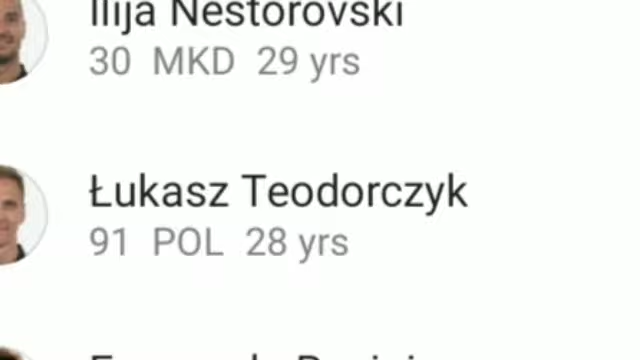 Ilija Nestorovski
30 MKD 29 yrs
Łukasz Teodorczyk
91 POL 28 yrs